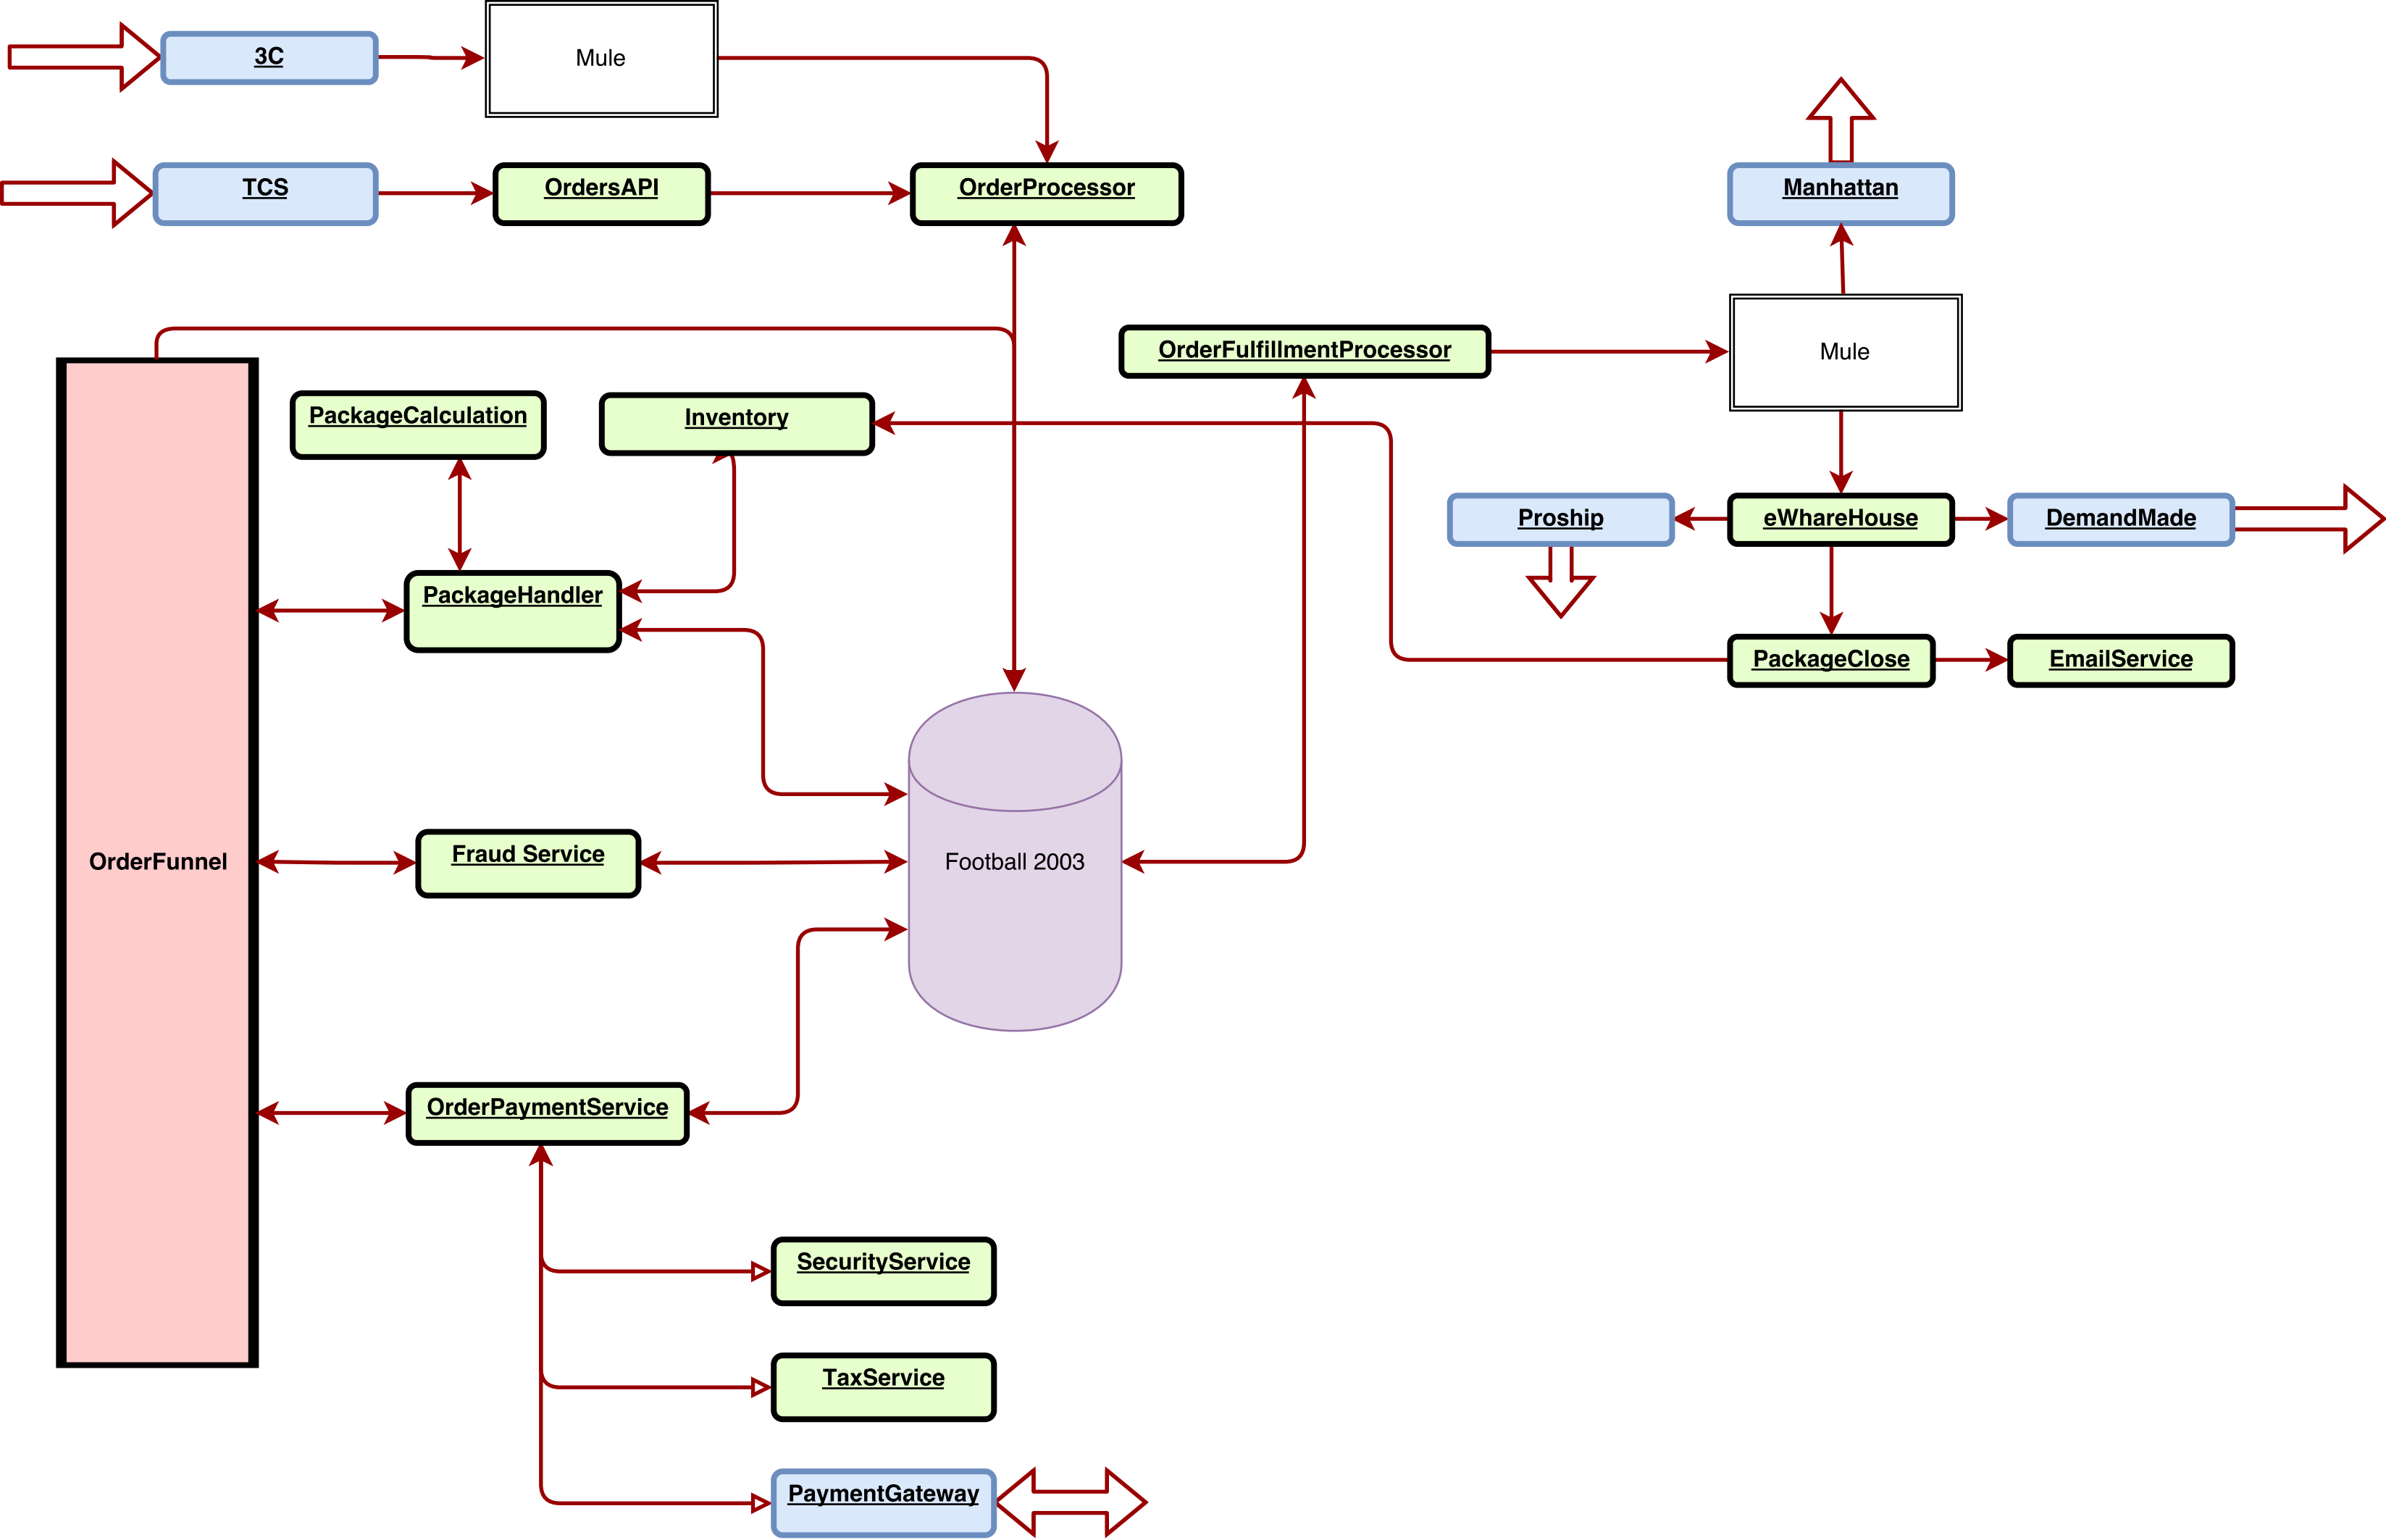 3C
Mule
TCS
OrdersAPI
OrderProcessor
Manhattan
OrderFulfillmentProcessor
Mule
PackageCalculation
Inventory
Proship
eWhareHouse
DemandMade
PackageHandler
PackageClose
EmailService
OrderFunnel
Fraud Service
Football 2003
OrderPaymentService
SecurityService
TaxService
PaymentGateway